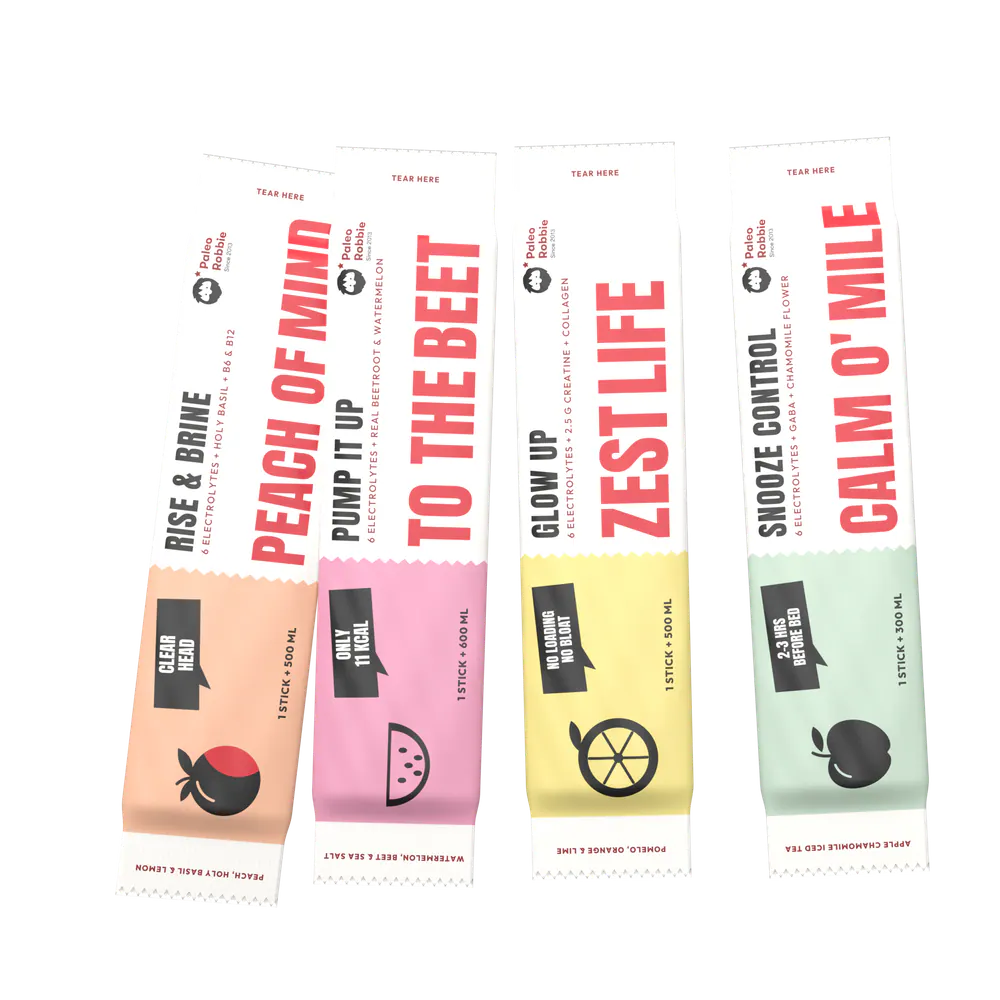 TEAR HERE
Paleo
Robbie
Since 2013
RISE & BRINE
6 ELECTROLYTES + HOLY BASIL + B6 & B12
PEACH OF MIND
CLEAR
HEAD
1 STICK + 500 ML
PEACH, HOLY BASIL & LEMON
TEAR HERE
Paleo
Robbie
Since 2013
PUMP IT UP
6 ELECTROLYTES + REAL BEETROOT & WATERMELON
TO THE BEET
ONLY
11 KCAL
1 STICK + 600 ML
WATERMELON, BEET & SEA SALT
TEAR HERE
Paleo
Robbie
Since 2013
GLOW UP
6 ELECTROLYTES + 2.5 G CREATINE + COLLAGEN
ZEST LIFE
NO LOADING
NO BLOAT
1 STICK + 500 ML
POMELO, ORANGE & LIME
TEAR HERE
Paleo
Robbie
Since 2013
SNOOZE CONTROL
6 ELECTROLYTES + GABA + CHAMOMILE FLOWER
CALM O' MILE
2-3 HRS
BEFORE BED
1 STICK + 300 ML
APPLE CHAMOMILE ICED TEA